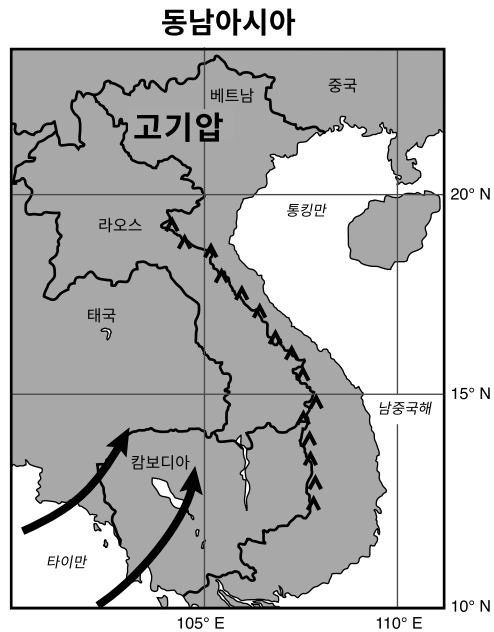 동남아시아
베트남
중국
고기압
20° N
통킹만
라오스
태국
15° N
남중국해
캄보디아
타이만
10° N
105° E
110° E